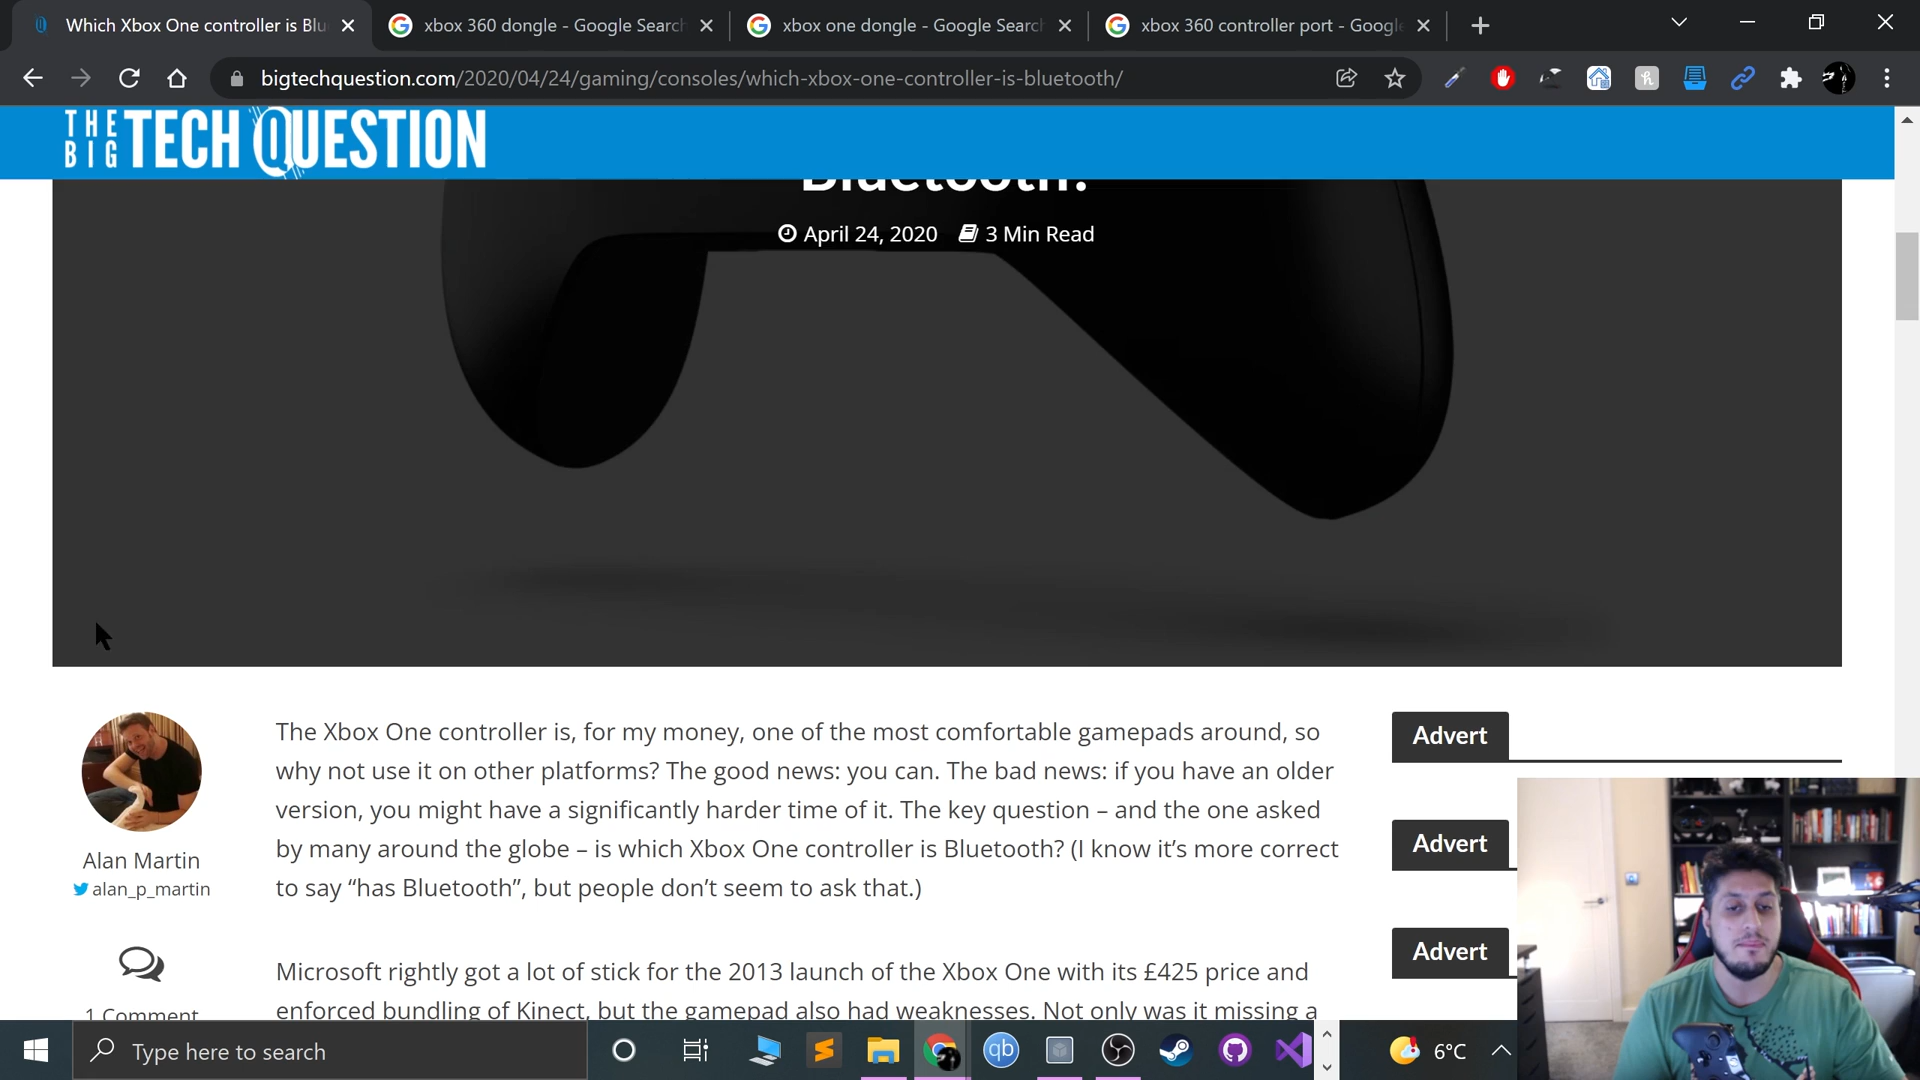 Which Xbox One controller is Blu
xbox 360 dongle - Google Search
xbox one dongle - Google Search
xbox 360 controller port - Google
bigtechquestion.com/2020/04/24/gaming/consoles/which-xbox-one-controller-is-bluetooth/
THE BIG TECH QUESTION
Bluetooth?
April 24, 2020 3 Min Read
The Xbox One controller is, for my money, one of the most comfortable gamepads around, so
why not use it on other platforms? The good news: you can. The bad news: if you have an older
version, you might have a significantly harder time of it. The key question – and the one asked
by many around the globe – is which Xbox One controller is Bluetooth? (I know it’s more correct
to say “has Bluetooth”, but people don’t seem to ask that.)
Alan Martin
alan_p_martin
1 Comment
Microsoft rightly got a lot of stick for the 2013 launch of the Xbox One with its £425 price and
enforced bundling of Kinect, but the gamepad also had weaknesses. Not only was it missing a
Advert
Advert
Advert
Type here to search
qb
6°C